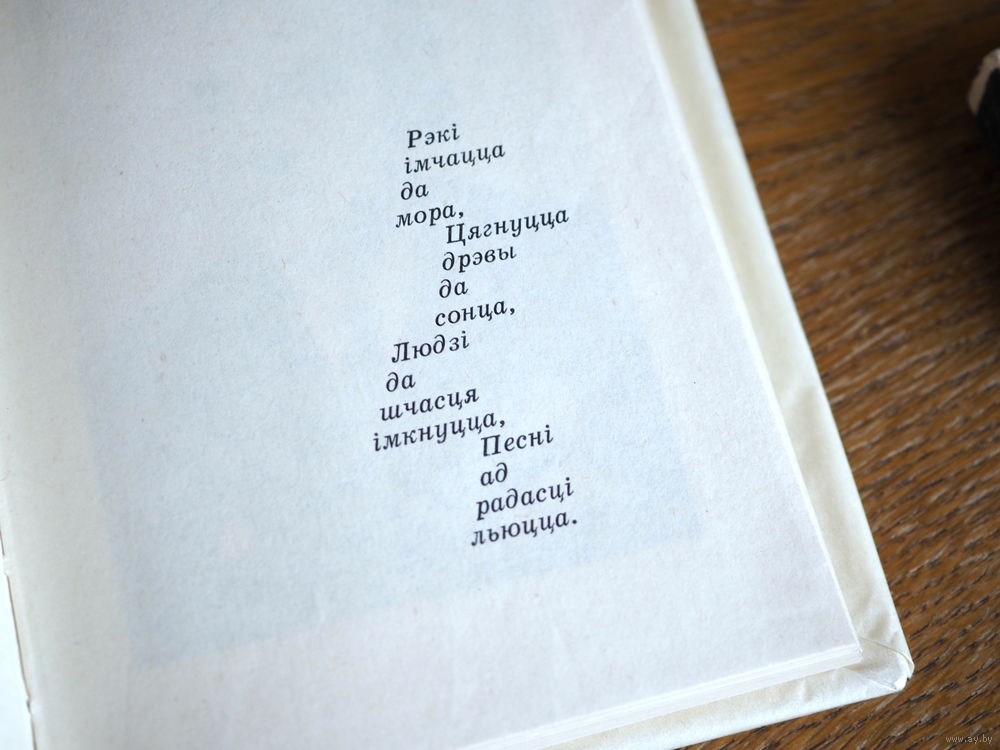 Рэкі
імчацца
да
мора,
Цягнуцца
дрэвы
да
сонца,
Людзі
да
шчасця
імкнуцца,
Песні
ад
радасці
льюцца.
www.ay.by